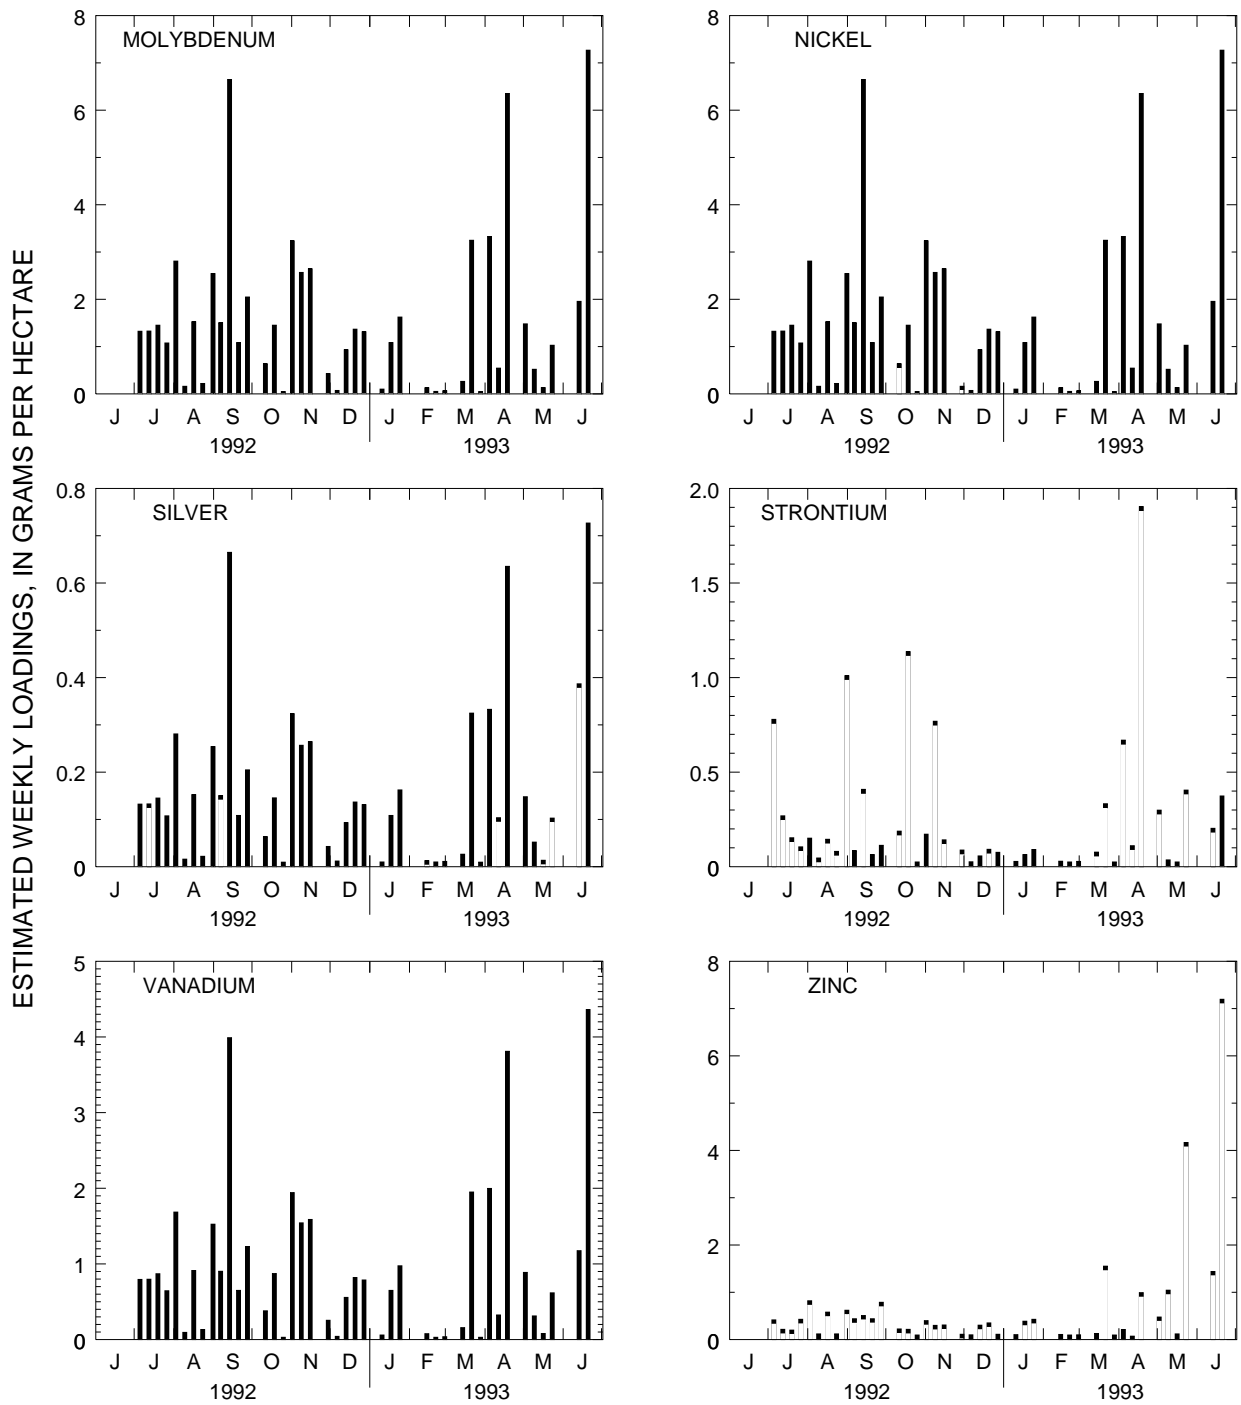 ESTIMATED WEEKLY LOADINGS, IN GRAMS PER HECTARE
MOLYBDENUM
8
6
4
2
0
J J A S O N D J F M A M J
1992 1993
NICKEL
8
6
4
2
0
J J A S O N D J F M A M J
1992 1993
SILVER
0.8
0.6
0.4
0.2
0
J J A S O N D J F M A M J
1992 1993
STRONTIUM
2.0
1.5
1.0
0.5
0
J J A S O N D J F M A M J
1992 1993
VANADIUM
5
4
3
2
1
0
J J A S O N D J F M A M J
1992 1993
ZINC
8
6
4
2
0
J J A S O N D J F M A M J
1992 1993